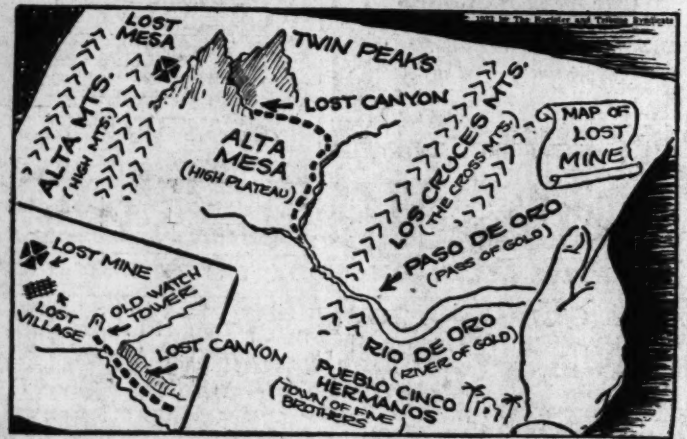 © 1933 by The Register and Tribune Syndicate
LOST
MESA
TWIN PEAKS
ALTA MTS.
(HIGH MTS.)
LOST CANYON
ALTA
MESA
(HIGH PLATEAU)
LOS CRUCES MTS.
(THE CROSS MTS.)
MAP OF
LOST
MINE
PASO DE ORO
(PASS OF GOLD)
RIO DE ORO
(RIVER OF GOLD)
PUEBLO CINCO
HERMANOS
(TOWN OF FIVE
BROTHERS)
LOST MINE
OLD WATCH
TOWER
LOST
VILLAGE
LOST CANYON